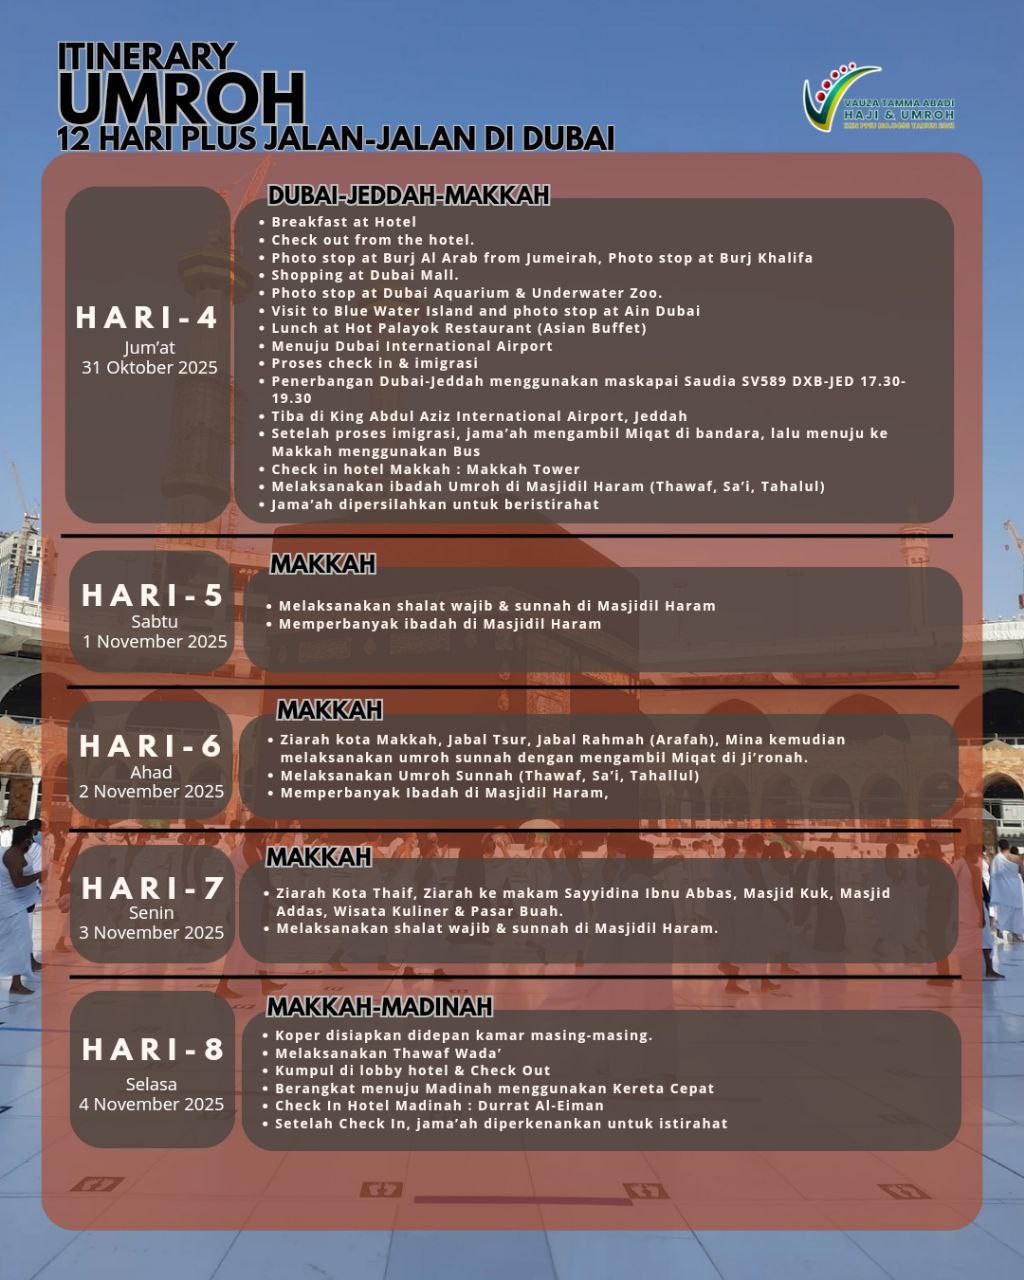 ITINERARY
UMROH
12 HARI PLUS JALAN-JALAN DI DUBAI
VAUZA TAMMA ABADI
HAJI & UMROH
DUBAI-JEDDAH-MAKKAH
HARI-4
Jum’at
31 Oktober 2025
• Breakfast at Hotel
• Check out from the hotel.
• Photo stop at Burj Al Arab from Jumeirah, Photo stop at Burj Khalifa
• Shopping at Dubai Mall.
• Photo stop at Dubai Aquarium & Underwater Zoo.
• Visit to Blue Water Island and photo stop at Ain Dubai
• Lunch at Hot Palayok Restaurant (Asian Buffet)
• Menuju Dubai International Airport
• Proses check in & imigrasi
• Penerbangan Dubai-Jeddah menggunakan maskapai Saudia SV589 DXB-JED 17.30-
19.30
• Tiba di King Abdul Aziz International Airport, Jeddah
• Setelah proses imigrasi, jama’ah mengambil Miqat di bandara, lalu menuju ke
Makkah menggunakan Bus
• Check in hotel Makkah : Makkah Tower
• Melaksanakan ibadah Umroh di Masjidil Haram (Thawaf, Sa’i, Tahalul)
• Jama’ah dipersilahkan untuk beristirahat
MAKKAH
HARI-5
Sabtu
1 November 2025
• Melaksanakan shalat wajib & sunnah di Masjidil Haram
• Memperbanyak ibadah di Masjidil Haram
MAKKAH
HARI-6
Ahad
2 November 2025
• Ziarah kota Makkah, Jabal Tsur, Jabal Rahmah (Arafah), Mina kemudian
melaksanakan umroh sunnah dengan mengambil Miqat di Ji’ronah.
• Melaksanakan Umroh Sunnah (Thawaf, Sa’i, Tahallul)
• Memperbanyak Ibadah di Masjidil Haram,
MAKKAH
HARI-7
Senin
3 November 2025
• Ziarah Kota Thaif, Ziarah ke makam Sayyidina Ibnu Abbas, Masjid Kuk, Masjid
Addas, Wisata Kuliner & Pasar Buah.
• Melaksanakan shalat wajib & sunnah di Masjidil Haram.
MAKKAH-MADINAH
HARI-8
Selasa
4 November 2025
• Koper disiapkan didepan kamar masing-masing.
• Melaksanakan Thawaf Wada’
• Kumpul di lobby hotel & Check Out
• Berangkat menuju Madinah menggunakan Kereta Cepat
• Check In Hotel Madinah : Durrat Al-Eiman
• Setelah Check In, jama’ah diperkenankan untuk istirahat